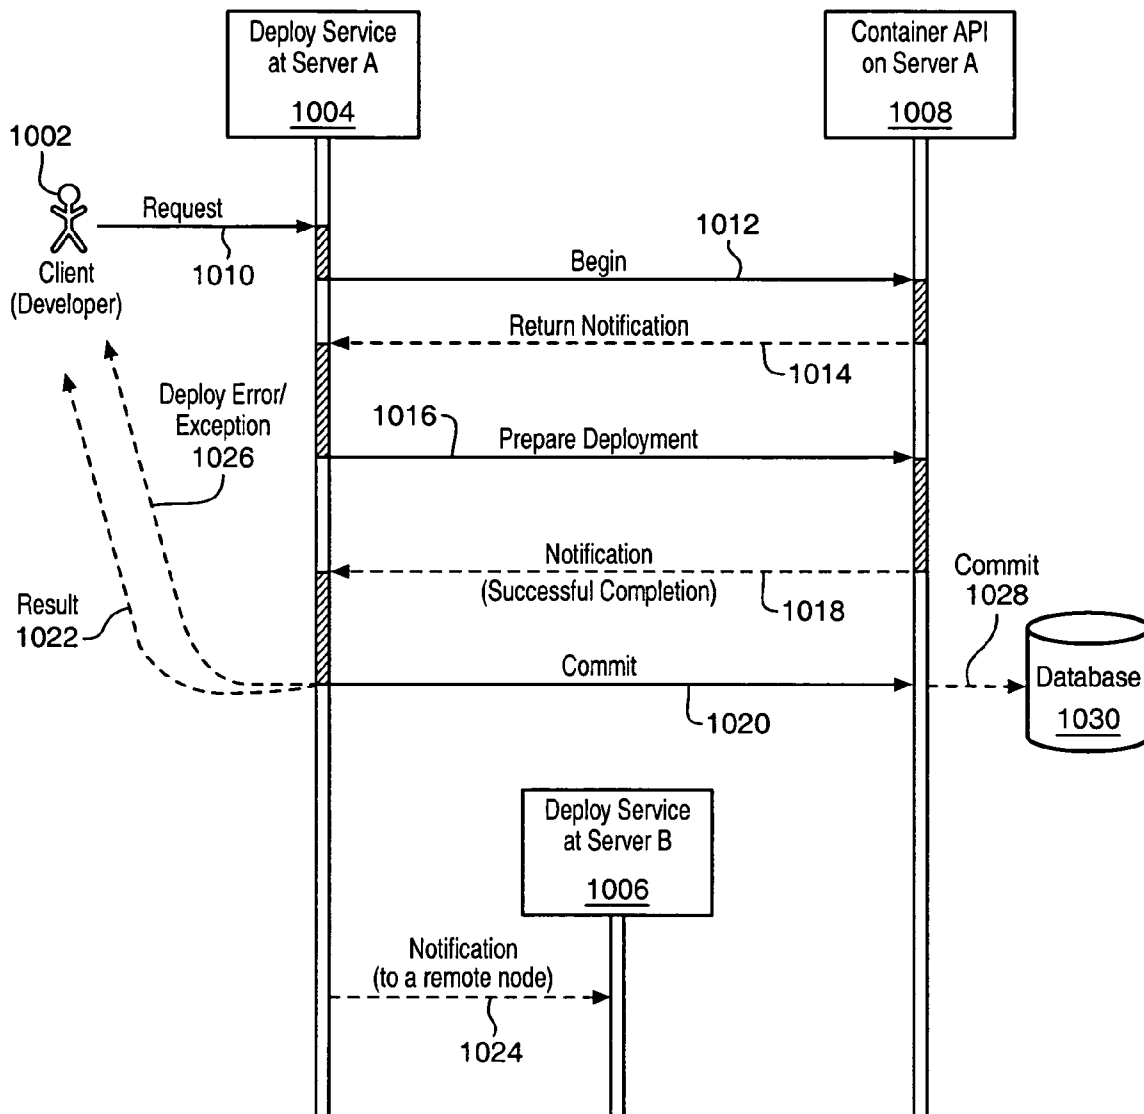 Deploy Service
at Server A
1004
Container API
on Server A
1008
1002
Request
1010
Client
(Developer)
1012
Begin
Return Notification
1014
Deploy Error/
Exception
1026
1016
Prepare Deployment
Notification
(Successful Completion)
1018
Commit
1028
Result
1022
Commit
1020
Database
1030
Deploy Service
at Server B
1006
Notification
(to a remote node)
1024